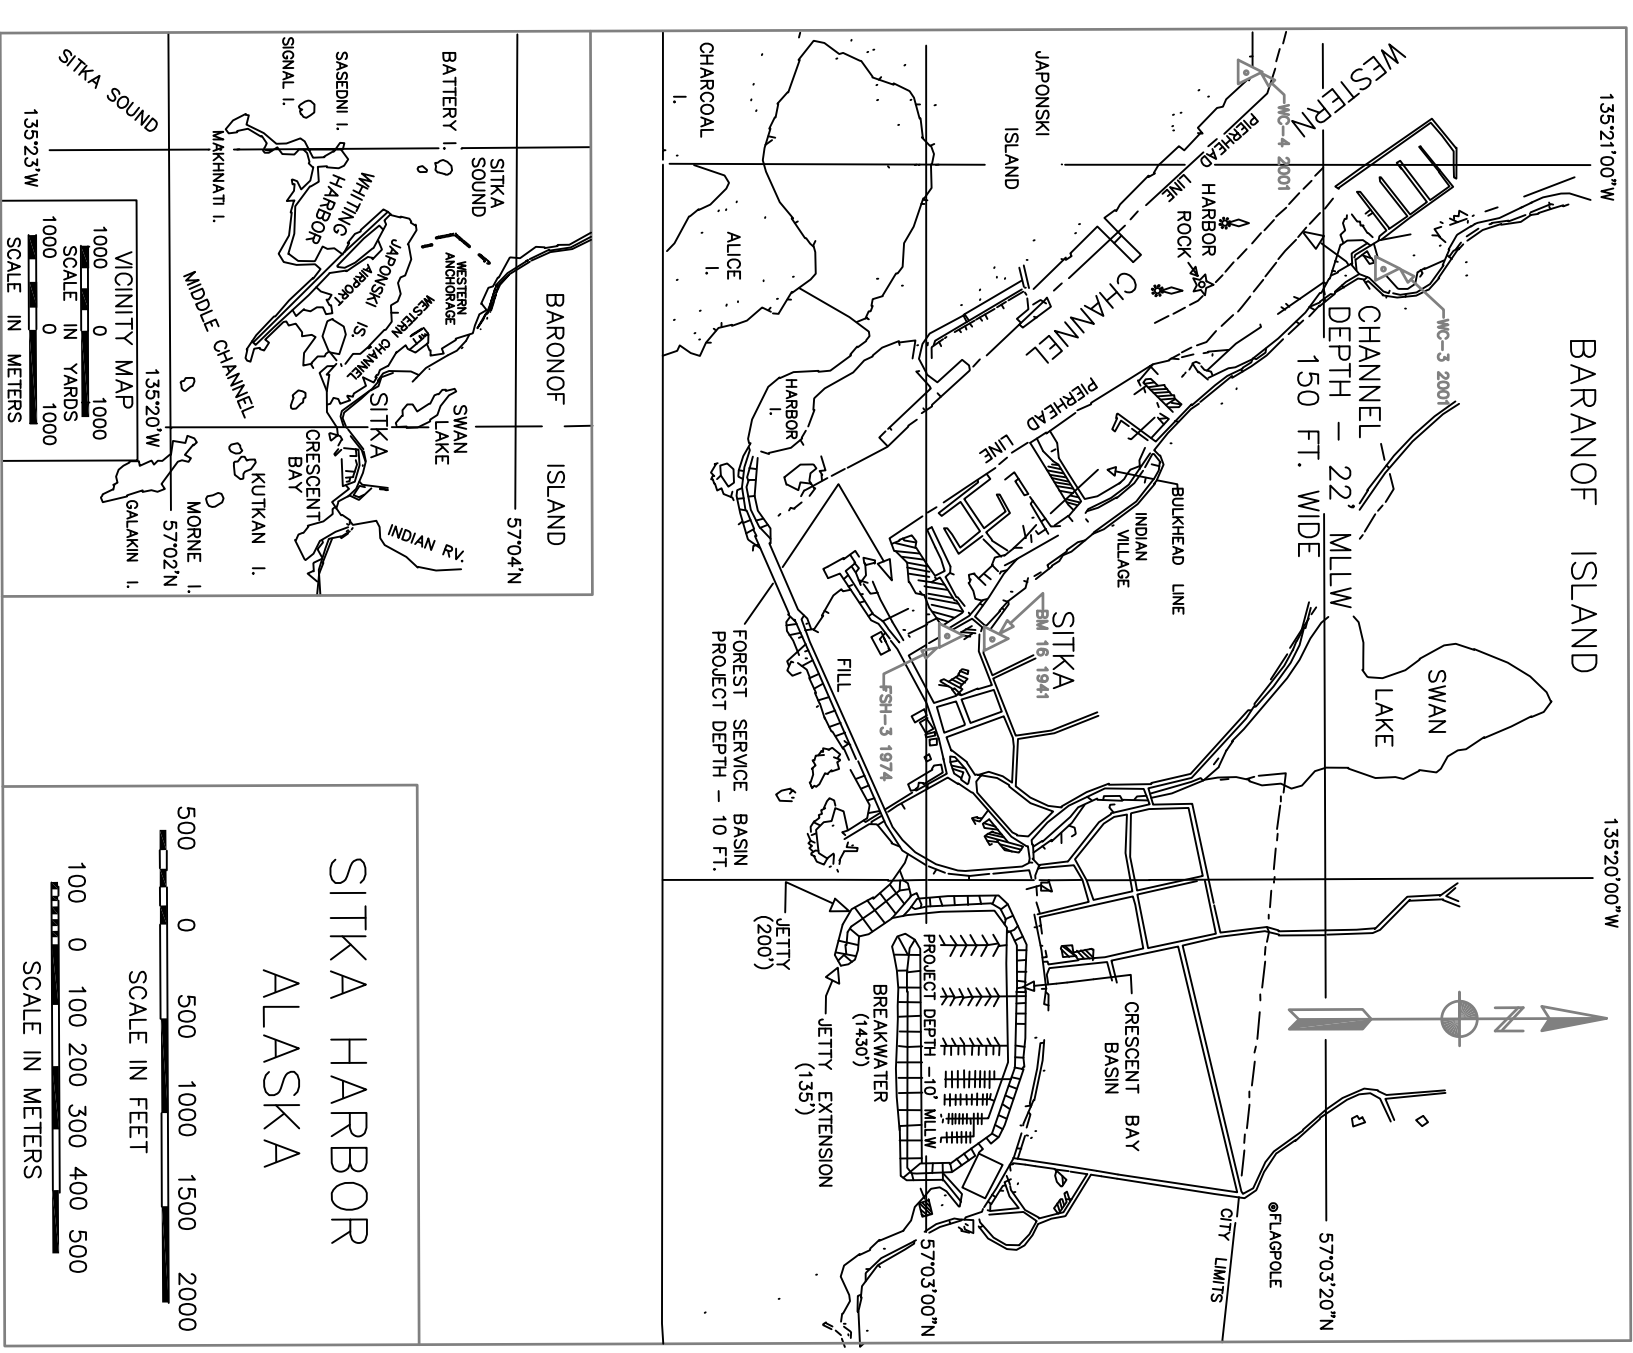 135°21'00"W
135°20'00"W
BARANOF ISLAND
WESTERN
CHANNEL
WC-4 2001
WC-3 2001
PIERHEAD
LINE
HARBOR
ROCK
CHANNEL
DEPTH - 22' MLLW
150 FT. WIDE
SWAN
LAKE
JAPONSKI
ISLAND
CHARCOAL
I.
ALICE
I.
HARBOR
I.
PIERHEAD
LINE
BULKHEAD LINE
INDIAN
VILLAGE
SITKA
BM 16 1941
FSH-3 1974
FILL
FOREST SERVICE BASIN
PROJECT DEPTH - 10 FT.
JETTY
(200')
JETTY EXTENSION
(135')
BREAKWATER
(1430')
PROJECT DEPTH -10' MLLW
CRESCENT BAY
BASIN
N
FLAGPOLE
CITY LIMITS
57°03'20"N
57°03'00"N
BARONOF ISLAND
57°04'N
BATTERY I.
SITKA
SOUND
SASEDNI I.
SIGNAL I.
SITKA SOUND
WESTERN
ANCHORAGE
WHITING
HARBOR
MAKHNATI I.
JAPONSKI IS.
AIRPORT
WESTERN CHANNEL
MIDDLE CHANNEL
SWAN
LAKE
SITKA
CRESCENT
BAY
INDIAN RV.
KUTKAN I.
MORNE I.
GALAKIN I.
57°02'N
135°23'W
135°20'W
VICINITY MAP
1000 0 1000
SCALE IN YARDS
1000 0 1000
SCALE IN METERS
SITKA HARBOR
ALASKA
500 0 500 1000 1500 2000
SCALE IN FEET
100 0 100 200 300 400 500
SCALE IN METERS